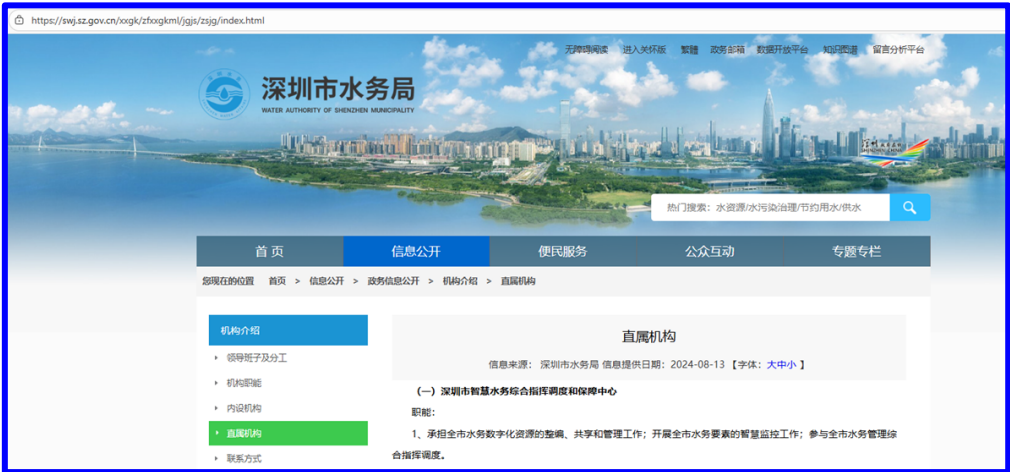 https://swj.sz.gov.cn/xxgk/zfxxgkml/jgjs/zsjg/index.html
无障碍阅读 进入关怀版 繁體 政务邮箱 数据开放平台 知识图谱 留言分析平台
深圳市水务局
WATER AUTHORITY OF SHENZHEN MUNICIPALITY
热门搜索：水资源/水污染治理/节约用水/供水
首 页 信息公开 便民服务 公众互动 专题专栏
您现在的位置 首页 > 信息公开 > 政务信息公开 > 机构介绍 > 直属机构
机构介绍
领导班子及分工
机构职能
内设机构
直属机构
联系方式
直属机构
信息来源： 深圳市水务局 信息提供日期：2024-08-13 【字体：大中小 】
（一）深圳市智慧水务综合指挥调度和保障中心
职能：
1、承担全市水务数字化资源的整编、共享和管理工作；开展全市水务要素的智慧监控工作；参与全市水务管理综
合指挥调度。